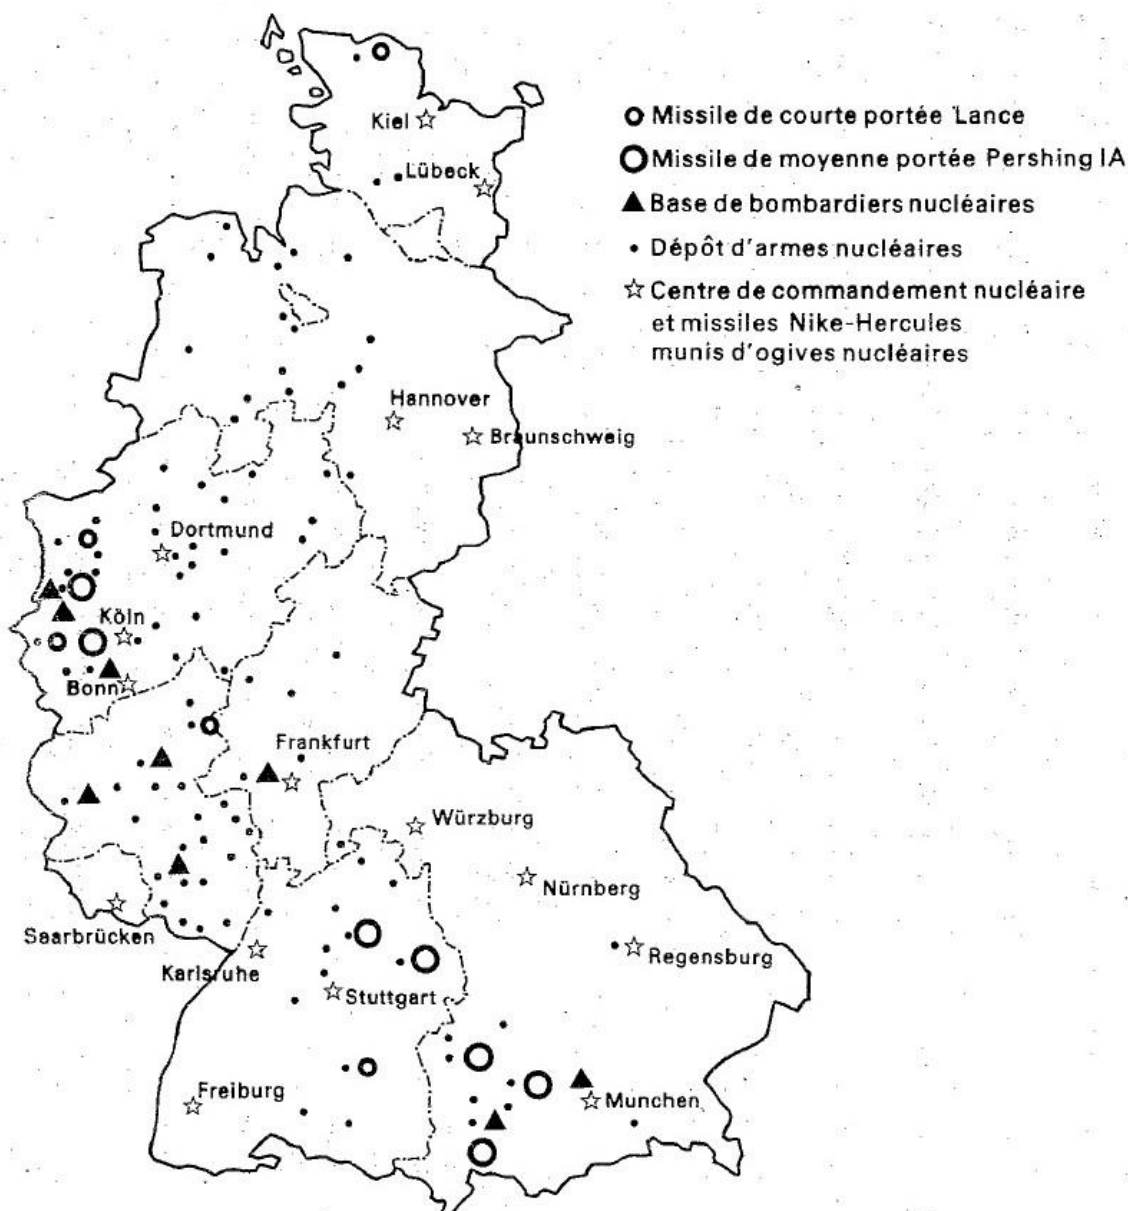 Kiel
Lübeck
Missile de courte portée Lance
Missile de moyenne portée Pershing IA
Base de bombardiers nucléaires
Dépôt d'armes nucléaires
Centre de commandement nucléaire
et missiles Nike-Hercules
munis d'ogives nucléaires
Hannover
Braunschweig
Dortmund
Köln
Bonn
Frankfurt
Würzburg
Nürnberg
Saarbrücken
Karlsruhe
Regensburg
Stuttgart
Freiburg
Munchen